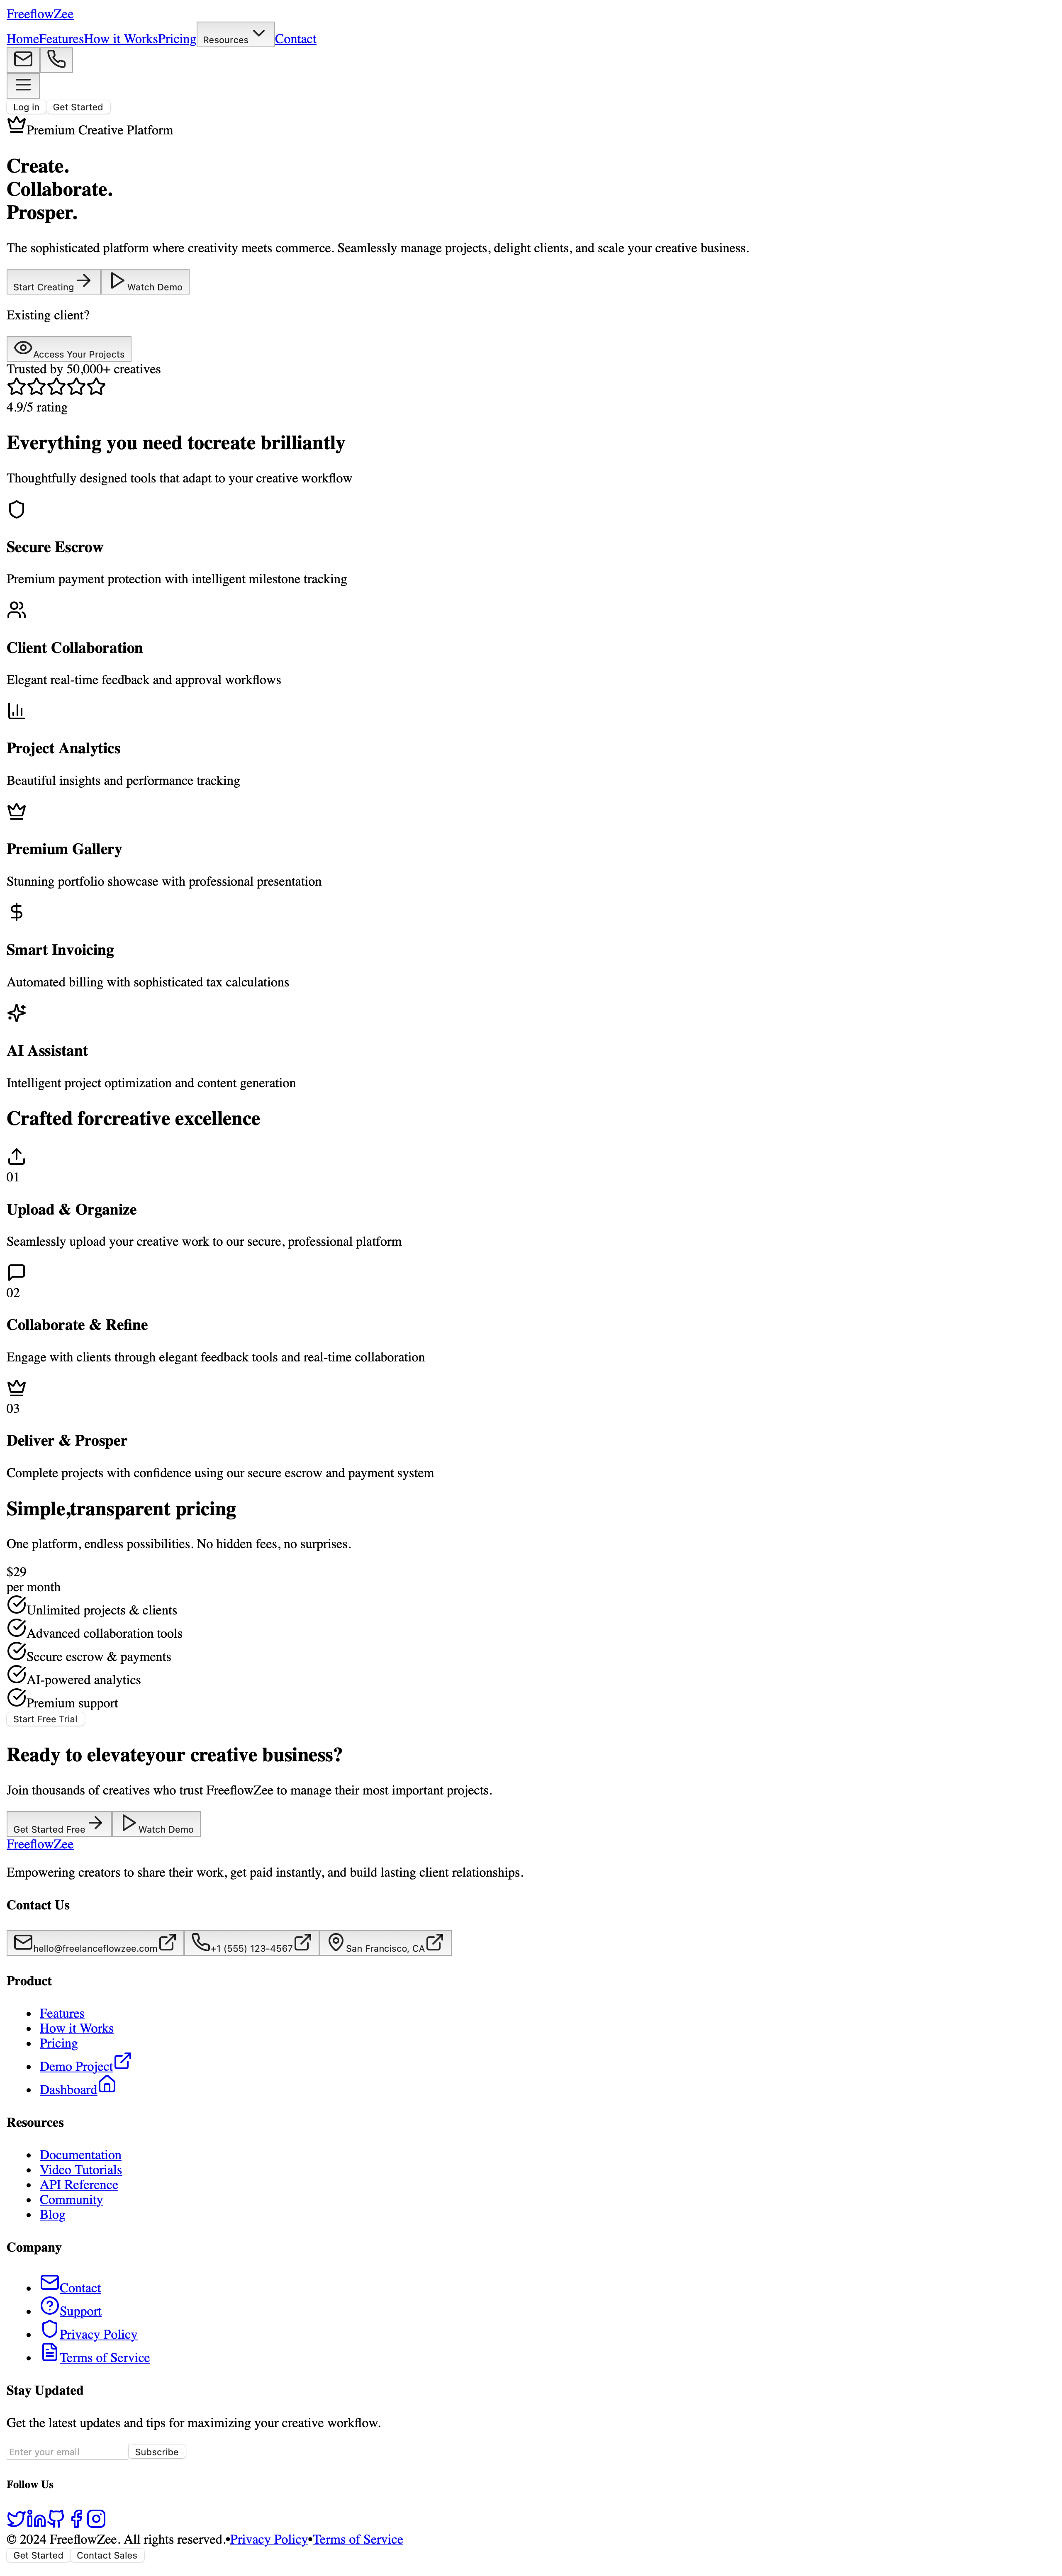 FreeflowZee
HomeFeaturesHow it WorksPricing Resources Contact
Log in Get Started
Premium Creative Platform
Create.
Collaborate.
Prosper.
The sophisticated platform where creativity meets commerce. Seamlessly manage projects, delight clients, and scale your creative business.
Start Creating Watch Demo
Existing client?
Access Your Projects
Trusted by 50,000+ creatives
4.9/5 rating
Everything you need tocreate brilliantly
Thoughtfully designed tools that adapt to your creative workflow
Secure Escrow
Premium payment protection with intelligent milestone tracking
Client Collaboration
Elegant real-time feedback and approval workflows
Project Analytics
Beautiful insights and performance tracking
Premium Gallery
Stunning portfolio showcase with professional presentation
Smart Invoicing
Automated billing with sophisticated tax calculations
AI Assistant
Intelligent project optimization and content generation
Crafted forcreative excellence
01
Upload & Organize
Seamlessly upload your creative work to our secure, professional platform
02
Collaborate & Refine
Engage with clients through elegant feedback tools and real-time collaboration
03
Deliver & Prosper
Complete projects with confidence using our secure escrow and payment system
Simple,transparent pricing
One platform, endless possibilities. No hidden fees, no surprises.
$29
per month
Unlimited projects & clients
Advanced collaboration tools
Secure escrow & payments
AI-powered analytics
Premium support
Start Free Trial
Ready to elevateyour creative business?
Join thousands of creatives who trust FreeflowZee to manage their most important projects.
Get Started Free Watch Demo
FreeflowZee
Empowering creators to share their work, get paid instantly, and build lasting client relationships.
Contact Us
hello@freelanceflowzee.com +1 (555) 123-4567 San Francisco, CA
Product
• Features
• How it Works
• Pricing
• Demo Project
• Dashboard
Resources
• Documentation
• Video Tutorials
• API Reference
• Community
• Blog
Company
• Contact
• Support
• Privacy Policy
• Terms of Service
Stay Updated
Get the latest updates and tips for maximizing your creative workflow.
Enter your email Subscribe
Follow Us
© 2024 FreeflowZee. All rights reserved.•Privacy Policy•Terms of Service
Get Started Contact Sales